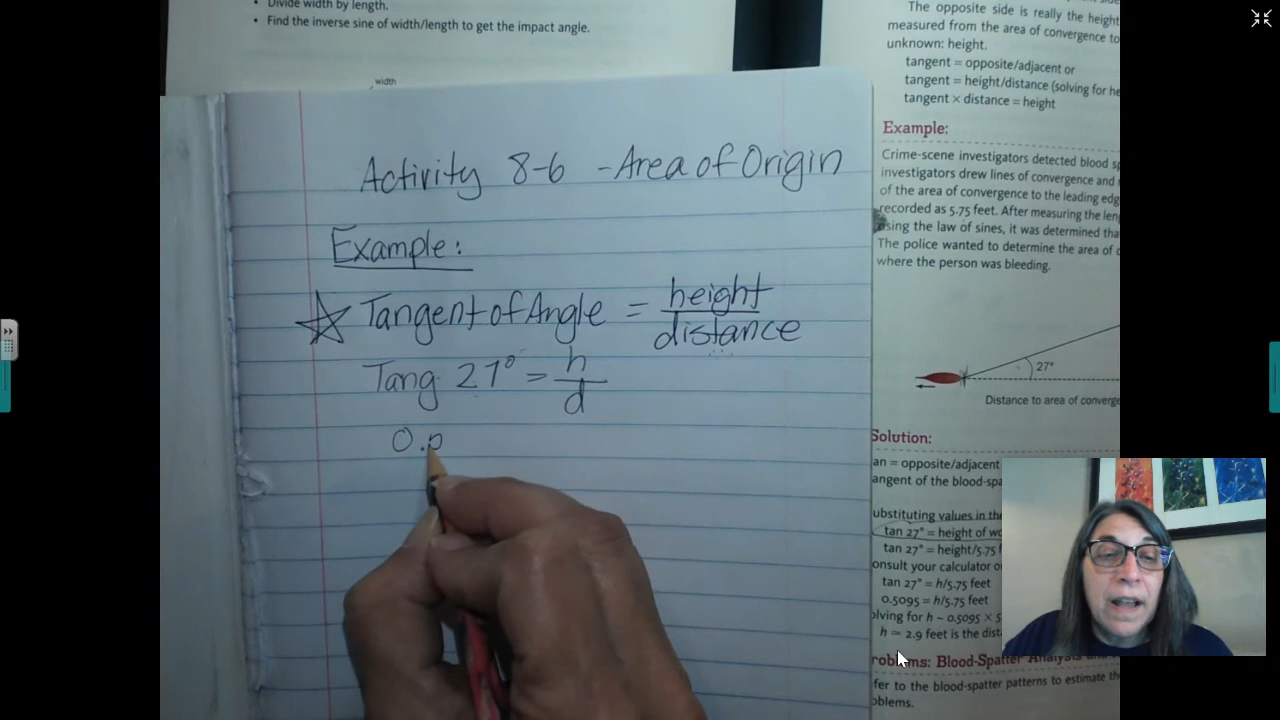 Divide width by length.
• Find the inverse sine of width/length to get the impact angle.
width
Activity 8-6 - Area of Origin
Example:
Tangent of Angle = height
distance
Tang 27° = h
d
0.
The opposite side is really the height
measured from the area of convergence to
unknown: height.
tangent = opposite/adjacent or
tangent = height/distance (solving for he
tangent × distance = height
Example:
Crime-scene investigators detected blood sp
investigators drew lines of convergence and
of the area of convergence to the leading edg
recorded as 5.75 feet. After measuring the len
using the law of sines, it was determined tha
The police wanted to determine the area of
where the person was bleeding.
27°
Distance to area of converge
Solution:
an = opposite/adjacent
angent of the blood-spa
ubstituting values in the
tan 27° = height of wo
tan 27° = height/5.75 f
onsult your calculator o
tan 27° = h/5.75 feet
0.5095 = h/5.75 feet
olving for h ~ 0.5095 × 5
h = 2.9 feet is the dist
roblems: Blood-Spatter Analysis
fer to the blood-spatter patterns to estimate the
oblems.